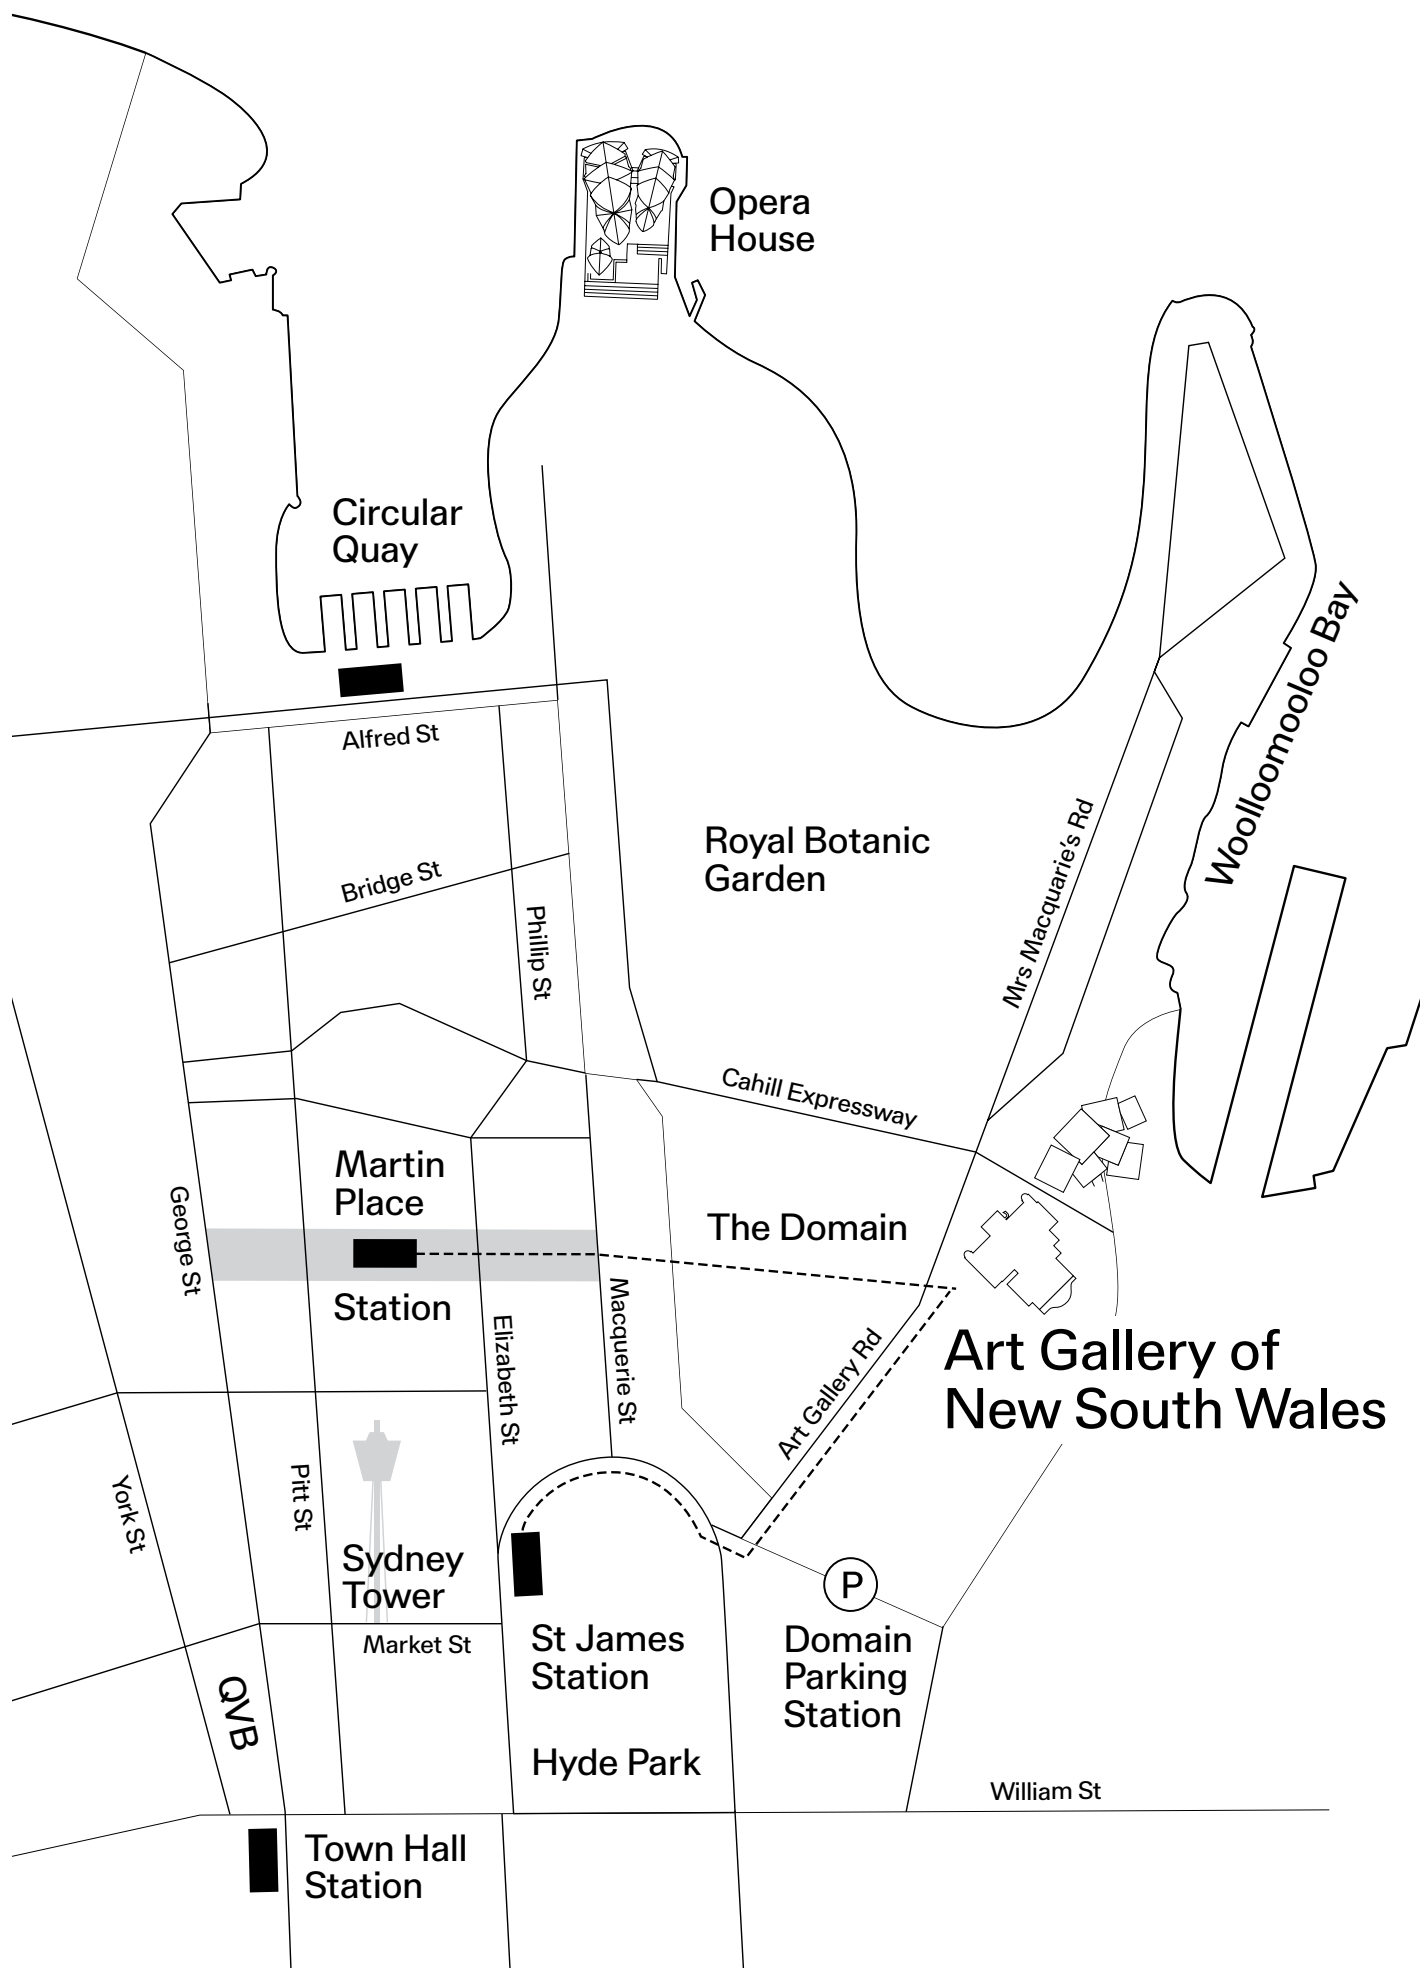 Opera
House
Circular
Quay
Woolloomooloo Bay
Alfred St
Royal Botanic
Garden
Mrs Macquarie's Rd
Bridge St
Phillip St
Cahill Expressway
Martin
Place
The Domain
George St
Station
Macquerie St
Elizabeth St
Art Gallery Rd
Art Gallery of
New South Wales
York St
Pitt St
Sydney
Tower
P
Market St
St James
Station
Domain
Parking
Station
QVB
Hyde Park
William St
Town Hall
Station